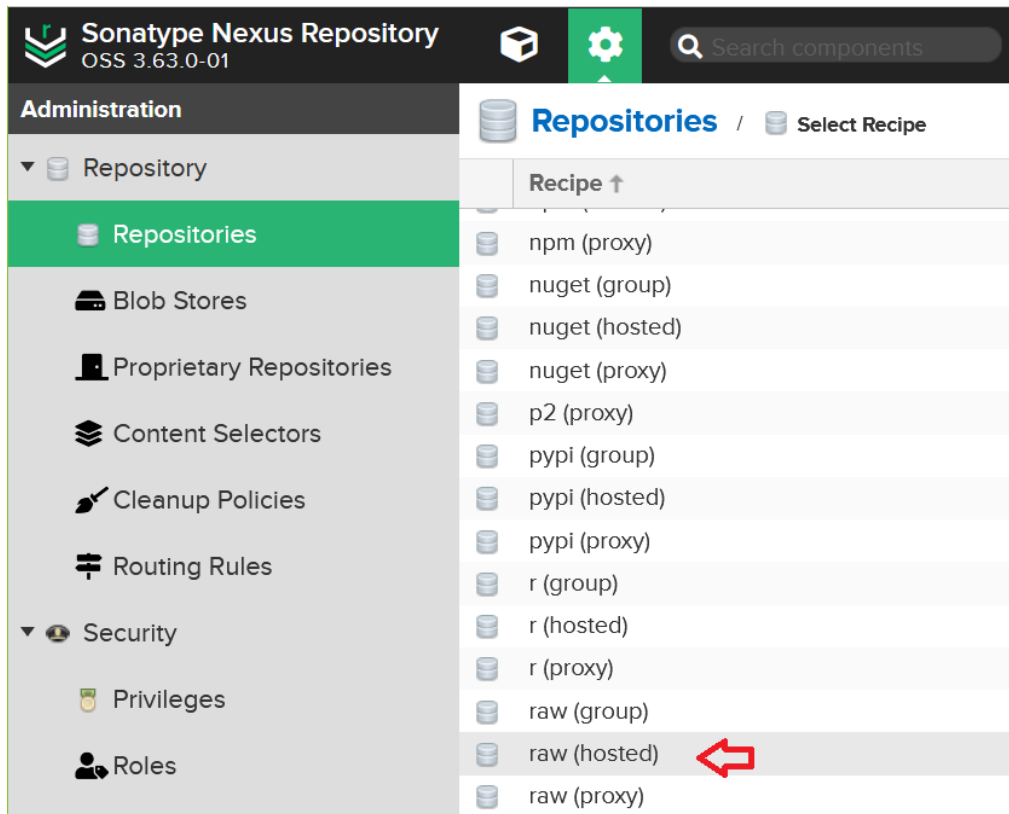 Sonatype Nexus Repository
OSS 3.63.0-01
Search components
Administration
Repository
Repositories
Blob Stores
Proprietary Repositories
Content Selectors
Cleanup Policies
Routing Rules
Security
Privileges
Roles
Repositories / Select Recipe
Recipe
npm (proxy)
nuget (group)
nuget (hosted)
nuget (proxy)
p2 (proxy)
pypi (group)
pypi (hosted)
pypi (proxy)
r (group)
r (hosted)
r (proxy)
raw (group)
raw (hosted)
raw (proxy)